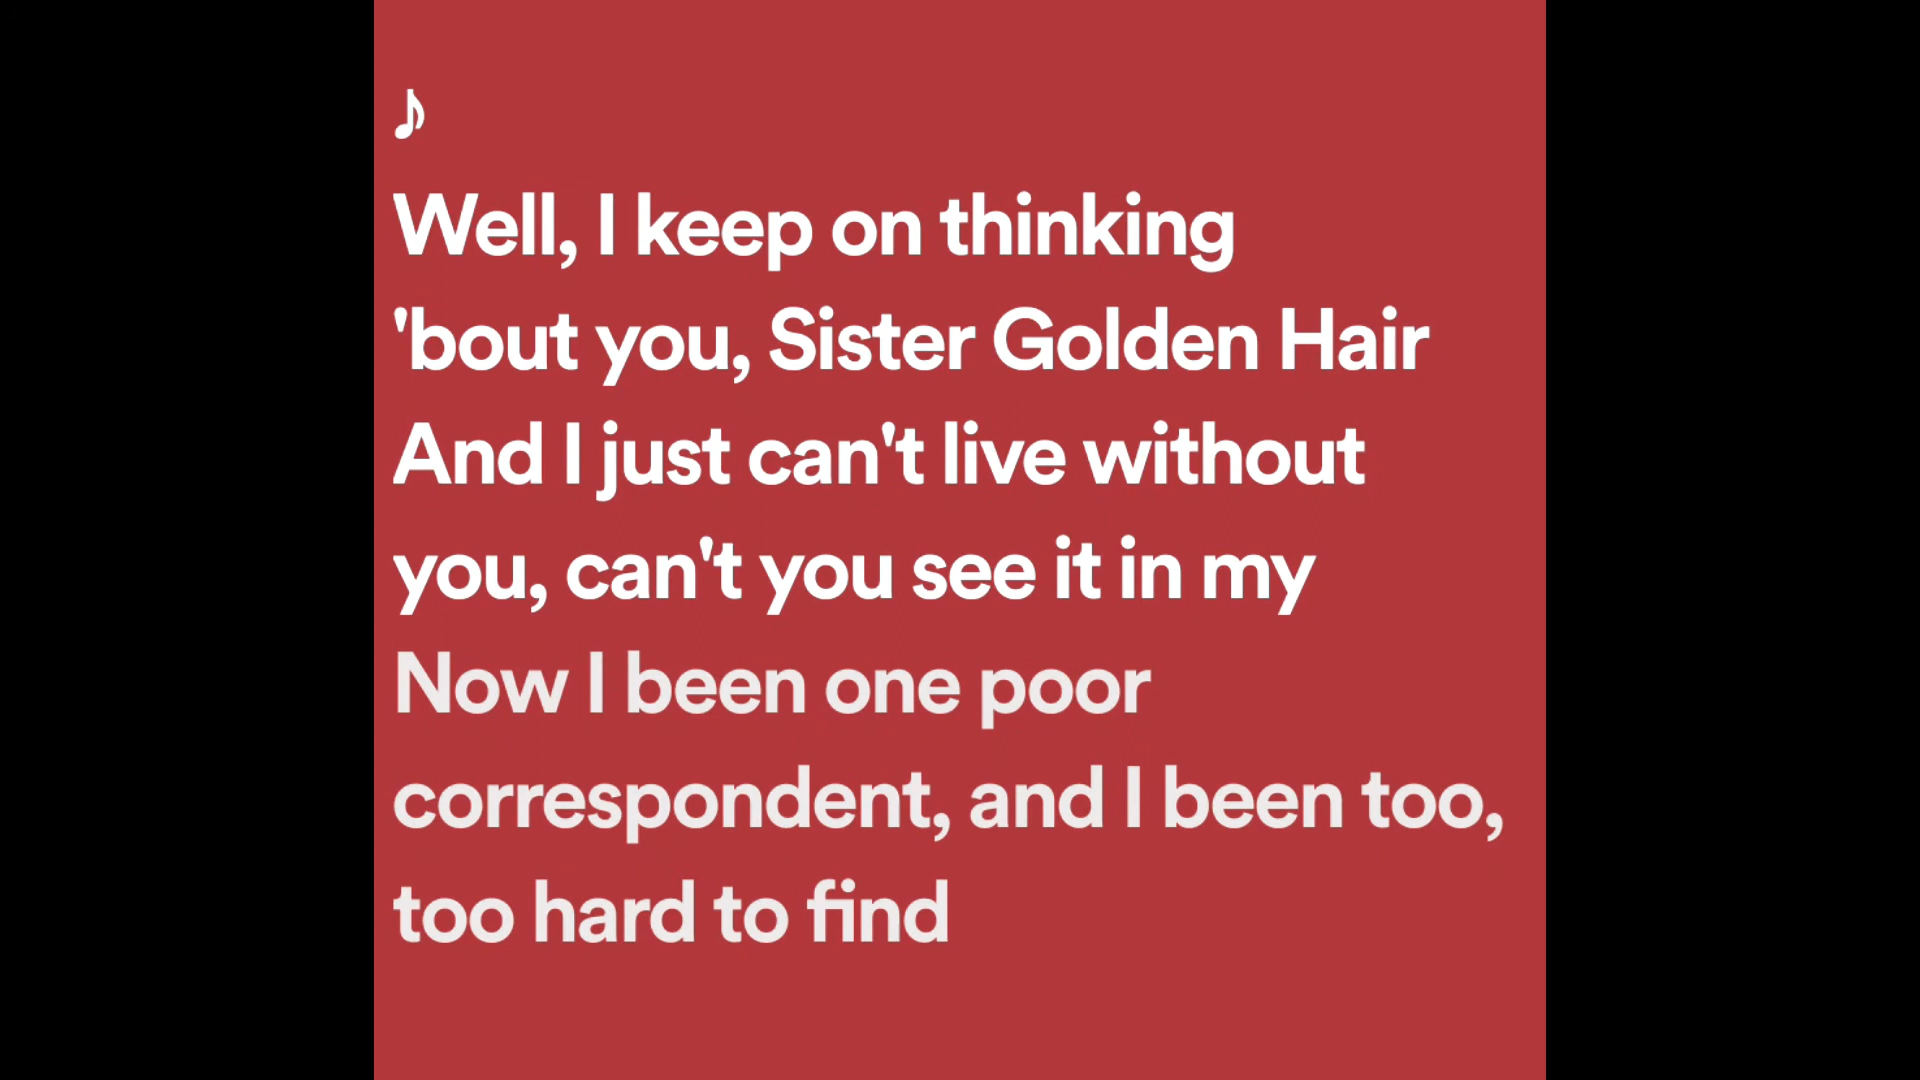 ♪
Well, I keep on thinking
'bout you, Sister Golden Hair
And I just can't live without
you, can't you see it in my
Now I been one poor
correspondent, and I been too,
too hard to find